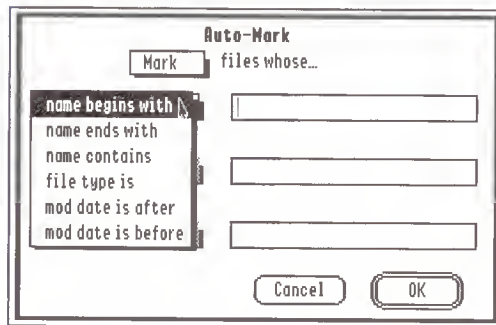 Auto-Mark
Mark files whose…
name begins with
name ends with
name contains
file type is
mod date is after
mod date is before
Cancel OK